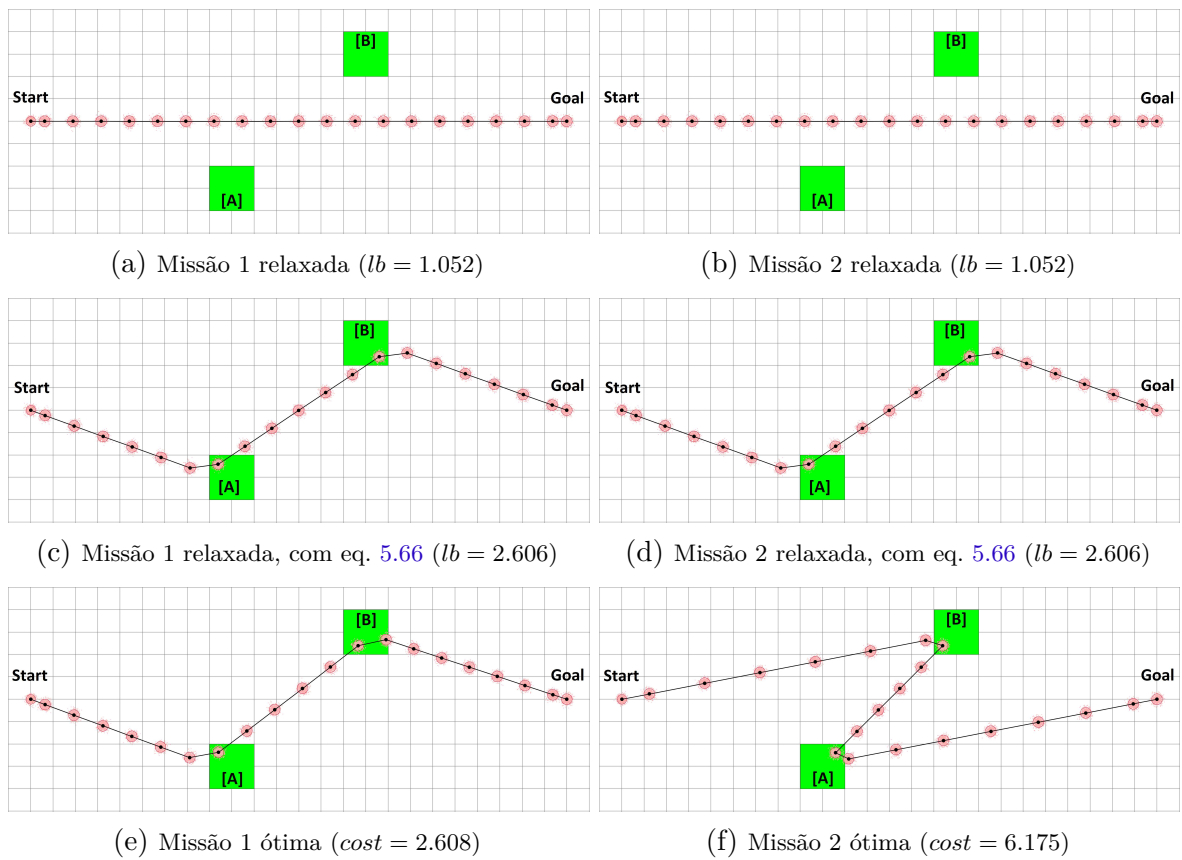 [B]
Start
Goal
[A]
[B]
Start
Goal
[A]
(a) Missão 1 relaxada (lb = 1.052)
(b) Missão 2 relaxada (lb = 1.052)
[B]
Start
Goal
[A]
[B]
Start
Goal
[A]
(c) Missão 1 relaxada, com eq. 5.66 (lb = 2.606)
(d) Missão 2 relaxada, com eq. 5.66 (lb = 2.606)
[B]
Start
Goal
[A]
[B]
Start
Goal
[A]
(e) Missão 1 ótima (cost = 2.608)
(f) Missão 2 ótima (cost = 6.175)